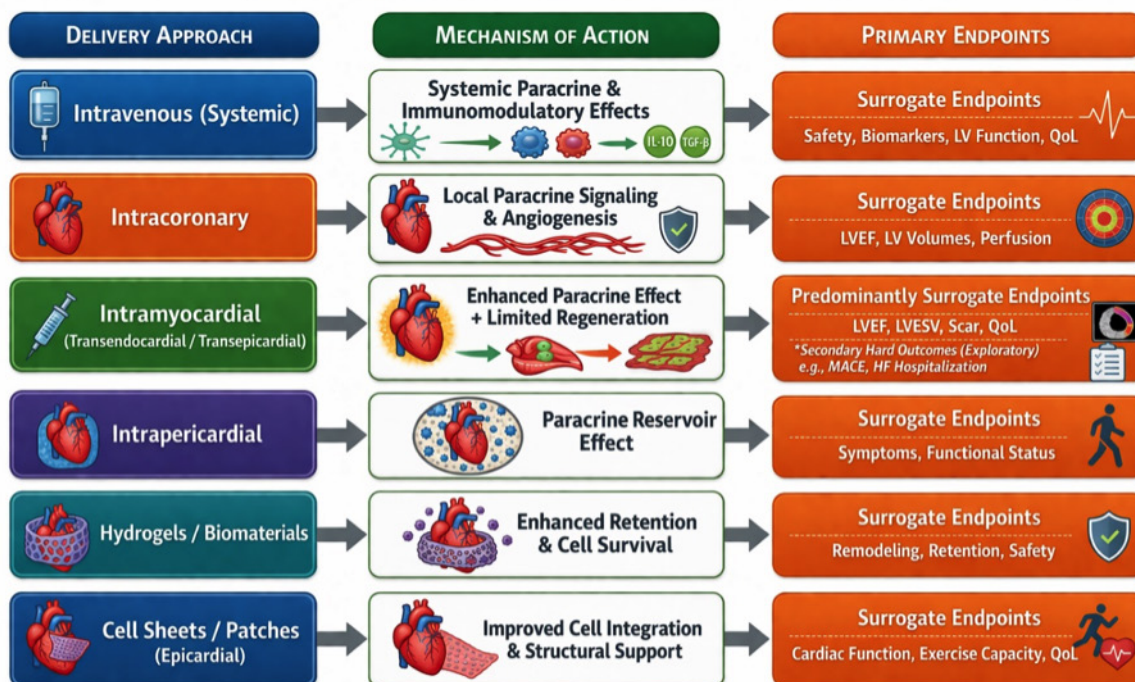 DELIVERY APPROACH
MECHANISM OF ACTION
PRIMARY ENDPOINTS
Intravenous (Systemic)
Systemic Paracrine &
Immunomodulatory Effects
IL-10 TGF-β
Surrogate Endpoints
Safety, Biomarkers, LV Function, QoL
Intracoronary
Local Paracrine Signaling
& Angiogenesis
Surrogate Endpoints
LVEF, LV Volumes, Perfusion
Intramyocardial
(Transendocardial / Transepicardial)
Enhanced Paracrine Effect
+ Limited Regeneration
Predominantly Surrogate Endpoints
LVEF, LVESV, Scar, QoL
*Secondary Hard Outcomes (Exploratory)
e.g., MACE, HF Hospitalization
Intrapericardial
Paracrine Reservoir
Effect
Surrogate Endpoints
Symptoms, Functional Status
Hydrogels / Biomaterials
Enhanced Retention
& Cell Survival
Surrogate Endpoints
Remodeling, Retention, Safety
Cell Sheets / Patches
(Epicardial)
Improved Cell Integration
& Structural Support
Surrogate Endpoints
Cardiac Function, Exercise Capacity, QoL